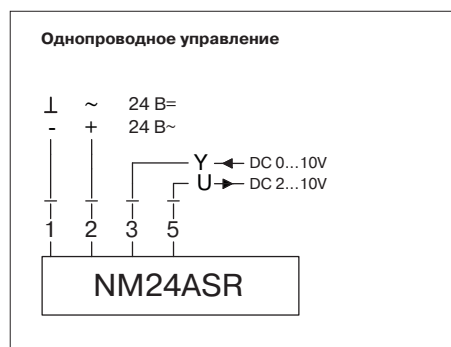 Однопроводное управление
⊥ ~ 24 В=
- + 24 В~
Y DC 0...10V
U DC 2...10V
1 2 3 5
NM24ASR